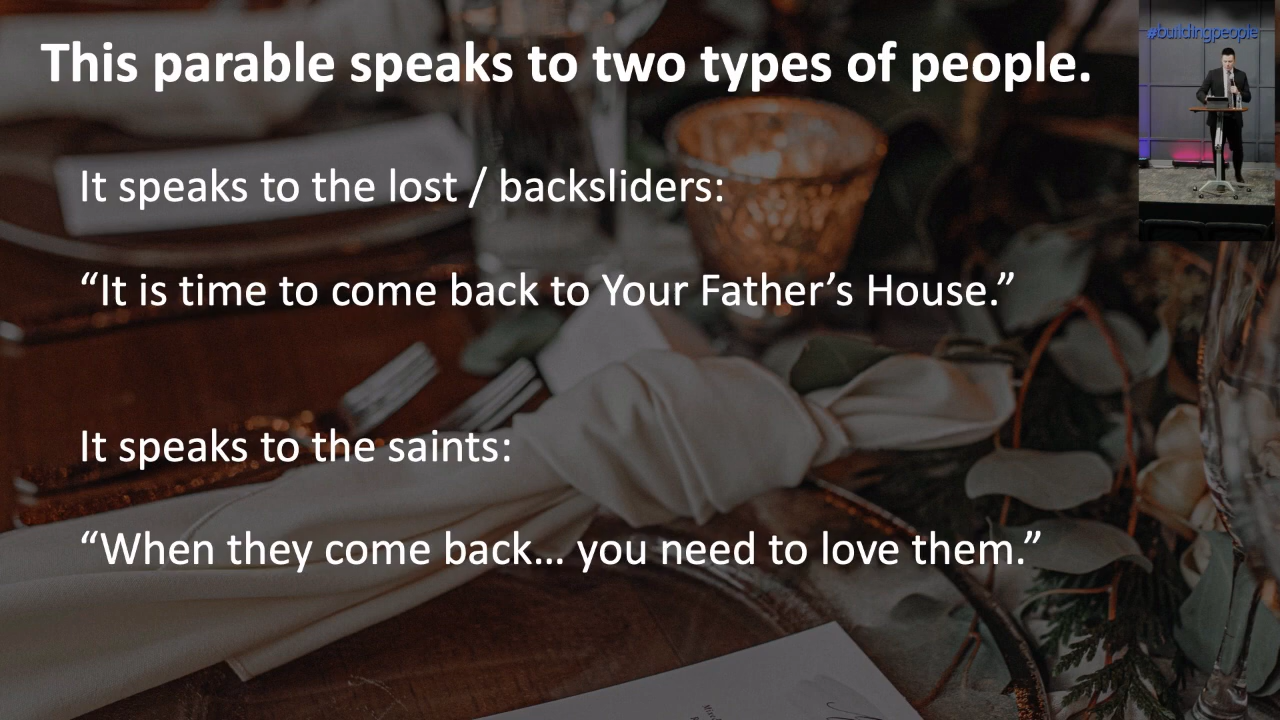 This parable speaks to two types of people.
#buildingpeople
It speaks to the lost / backsliders:
“It is time to come back to Your Father’s House.”
It speaks to the saints:
“When they come back… you need to love them.”